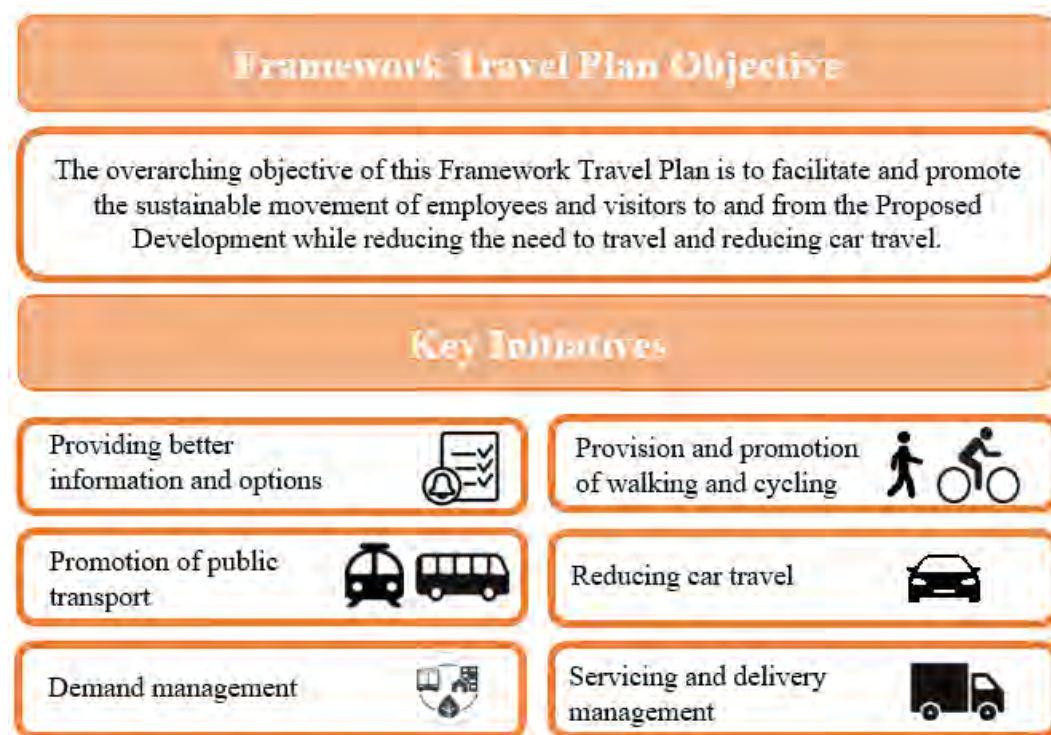 Framework Travel Plan Objective
The overarching objective of this Framework Travel Plan is to facilitate and promote
the sustainable movement of employees and visitors to and from the Proposed
Development while reducing the need to travel and reducing car travel.
Key Initiatives
Providing better
information and options
Provision and promotion
of walking and cycling
Promotion of public
transport
Reducing car travel
Demand management
Servicing and delivery
management